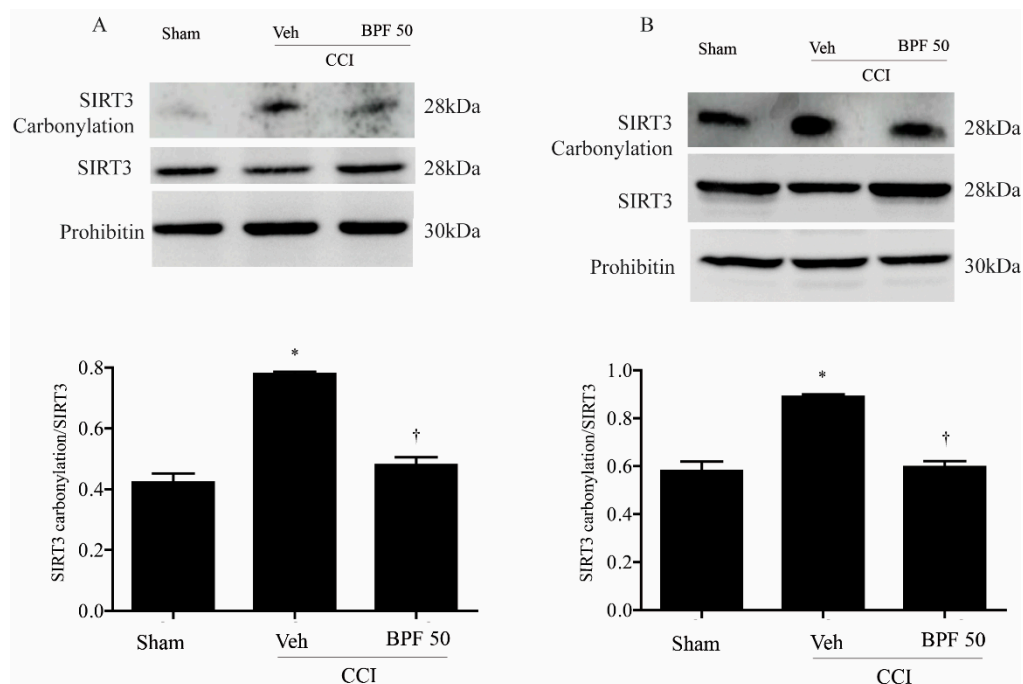 A
Sham
Veh
BPF 50
CCI
SIRT3
Carbonylation
28kDa
SIRT3
28kDa
Prohibitin
30kDa
SIRT3 carbonylation/SIRT3
0.8
0.6
0.4
0.2
0.0
*
†
Sham
Veh
BPF 50
CCI
B
Sham
Veh
BPF 50
CCI
SIRT3
Carbonylation
28kDa
SIRT3
28kDa
Prohibitin
30kDa
SIRT3 carbonylation/SIRT3
1.0
0.8
0.6
0.4
0.2
0.0
*
†
Sham
Veh
BPF 50
CCI